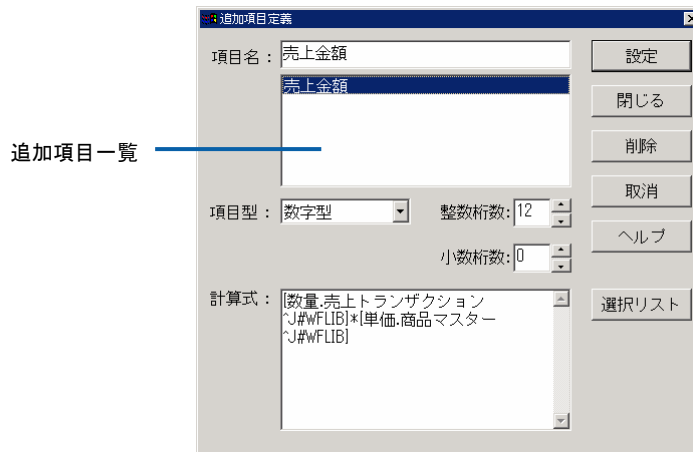 追加項目定義
項目名：
売上金額
設定
売上金額
閉じる
追加項目一覧
削除
取消
項目型：
数字型
整数桁数:
12
ヘルプ
小数桁数:
0
計算式：
[数量.売上トランザクション
^J#WFLIB]*[単価.商品マスター
^J#WFLIB]
選択リスト